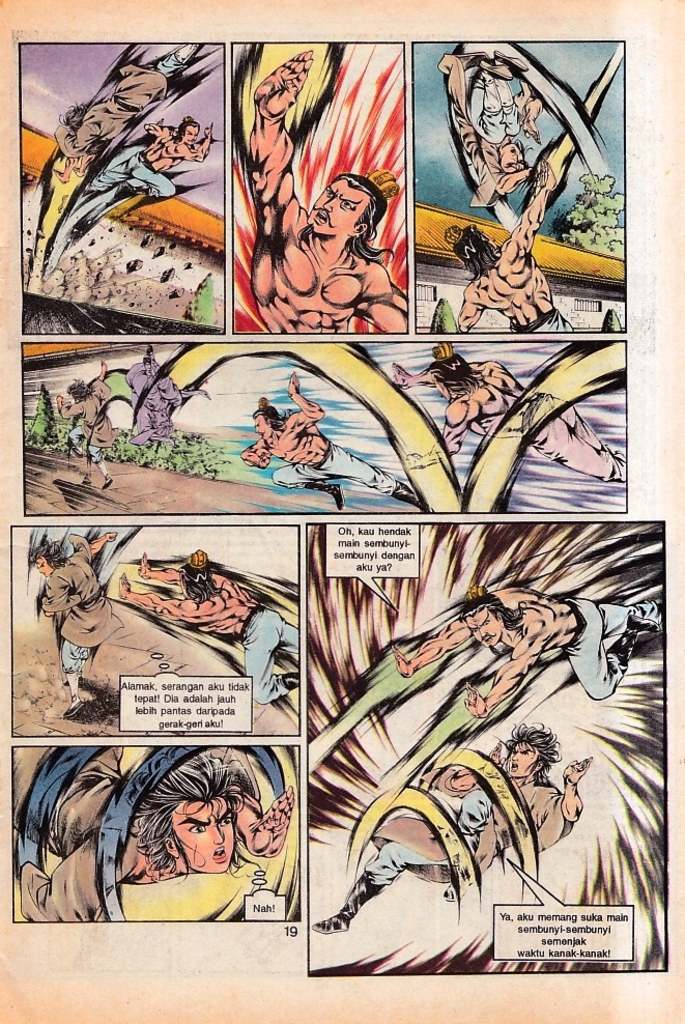 Oh, kau hendak
main sembunyi-
sembunyi dengan
aku ya?
Alamak, serangan aku tidak
tepat! Dia adalah jauh
lebih pantas daripada
gerak-geri aku!
Nah!
Ya, aku memang suka main
sembunyi-sembunyi
semenjak
waktu kanak-kanak!
19